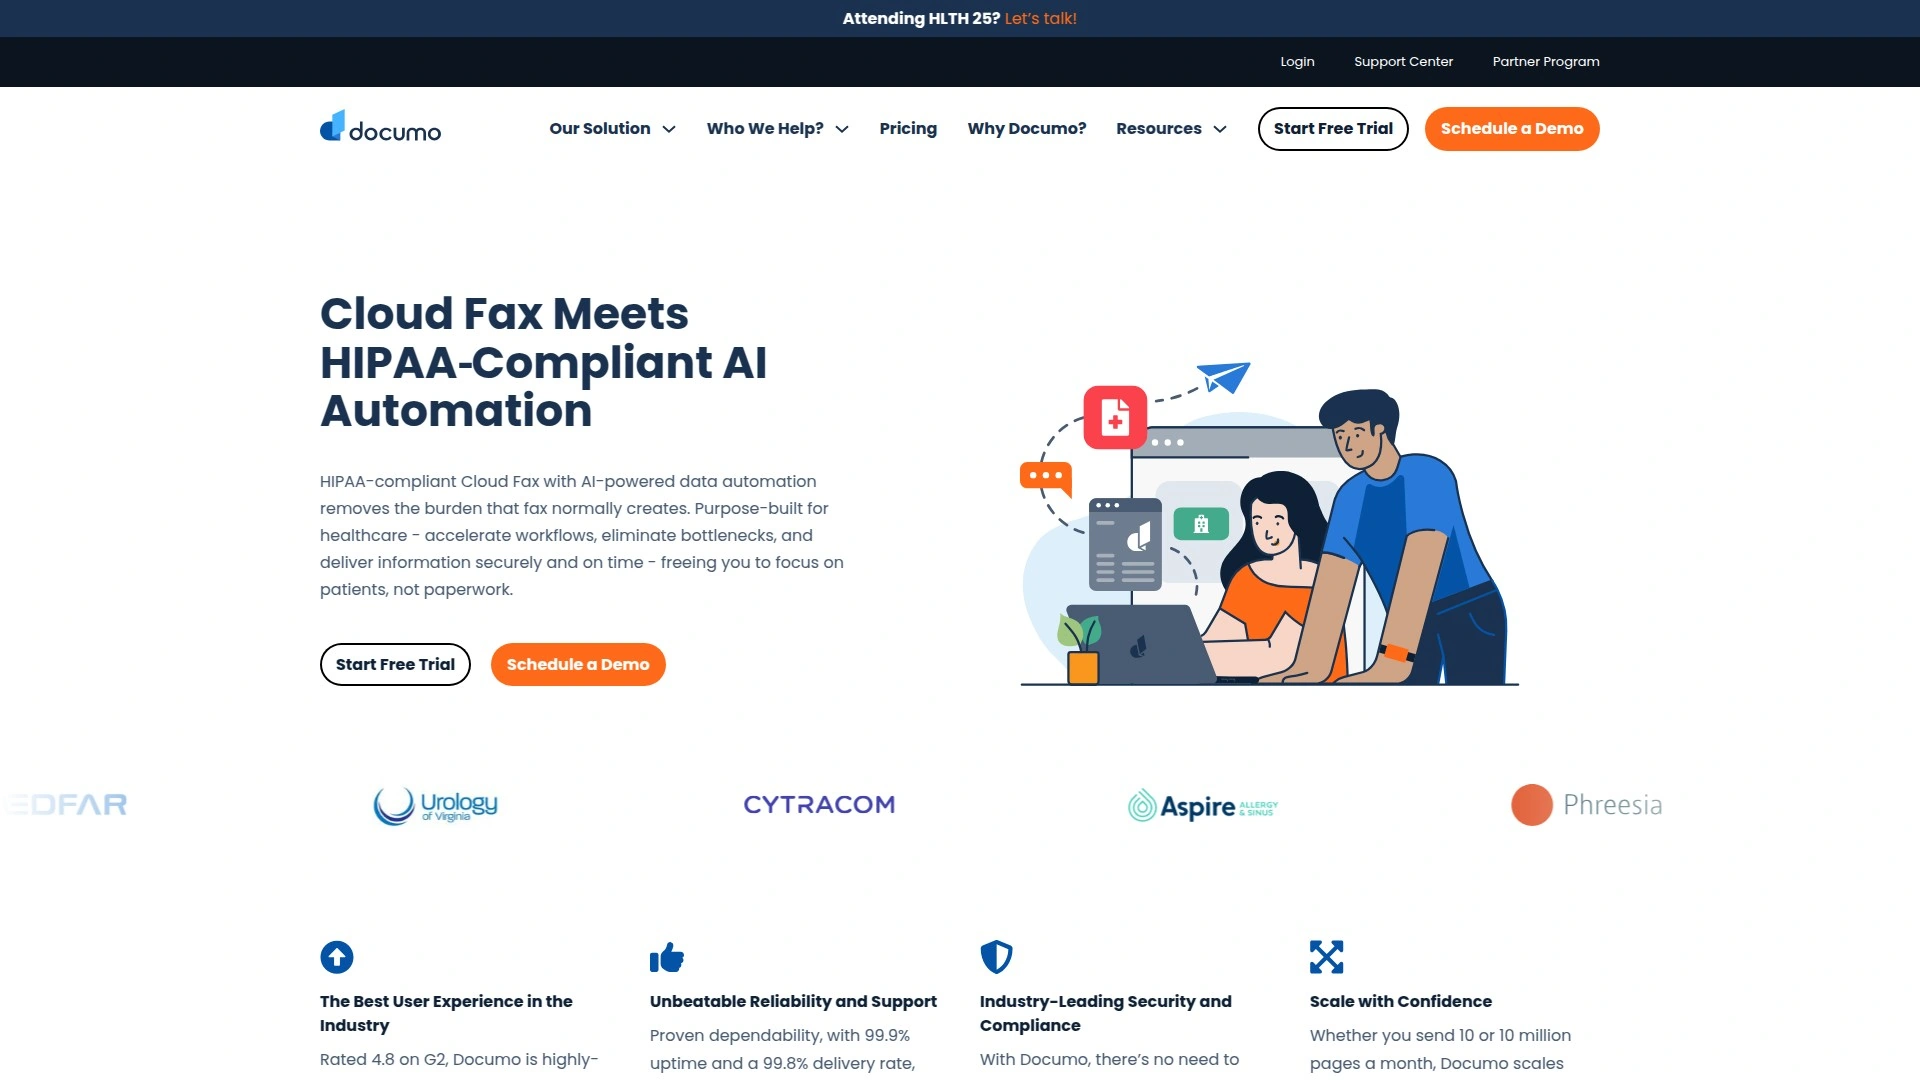 Attending HLTH 25? Let's talk!
Login Support Center Partner Program
documo Our Solution Who We Help? Pricing Why Documo? Resources Start Free Trial Schedule a Demo
Cloud Fax Meets
HIPAA-Compliant AI
Automation
HIPAA-compliant Cloud Fax with AI-powered data automation
removes the burden that fax normally creates. Purpose-built for
healthcare - accelerate workflows, eliminate bottlenecks, and
deliver information securely and on time - freeing you to focus on
patients, not paperwork.
Start Free Trial Schedule a Demo
EDFAR
Urology
of Virginia
CYTRACOM
Aspire ALLERGY
& SINUS
Phreesia
The Best User Experience in the
Industry
Rated 4.8 on G2, Documo is highly-
Unbeatable Reliability and Support
Proven dependability, with 99.9%
uptime and a 99.8% delivery rate,
Industry-Leading Security and
Compliance
With Documo, there's no need to
Scale with Confidence
Whether you send 10 or 10 million
pages a month, Documo scales